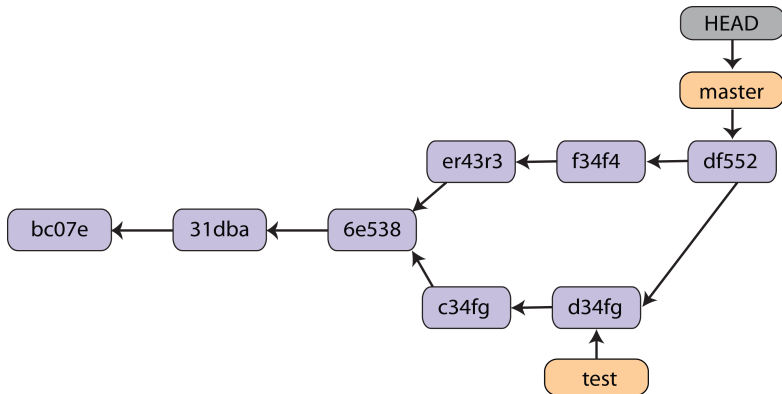 HEAD
master
er43r3 f34f4 df552
bc07e 31dba 6e538
c34fg d34fg
test